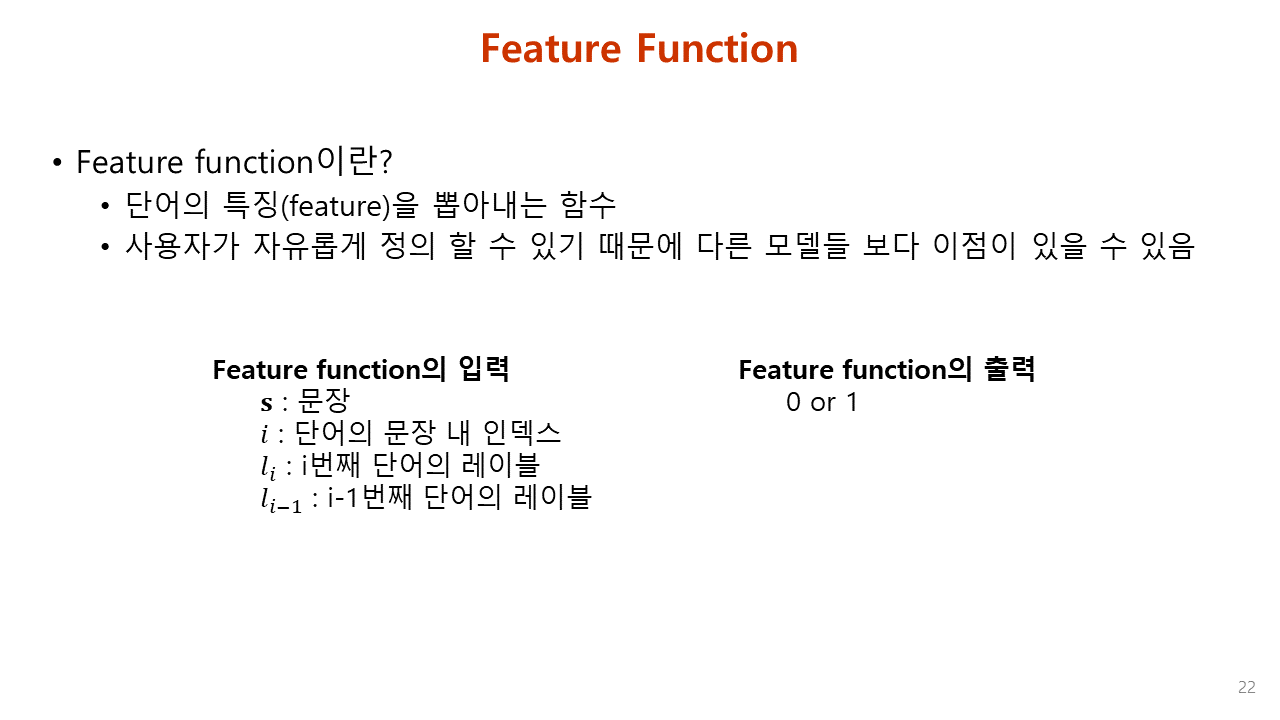 Feature Function
• Feature function이란?
• 단어의 특징(feature)을 뽑아내는 함수
• 사용자가 자유롭게 정의 할 수 있기 때문에 다른 모델들 보다 이점이 있을 수 있음
Feature function의 입력
s : 문장
i : 단어의 문장 내 인덱스
lᵢ : i번째 단어의 레이블
lᵢ₋₁ : i-1번째 단어의 레이블
Feature function의 출력
0 or 1
22